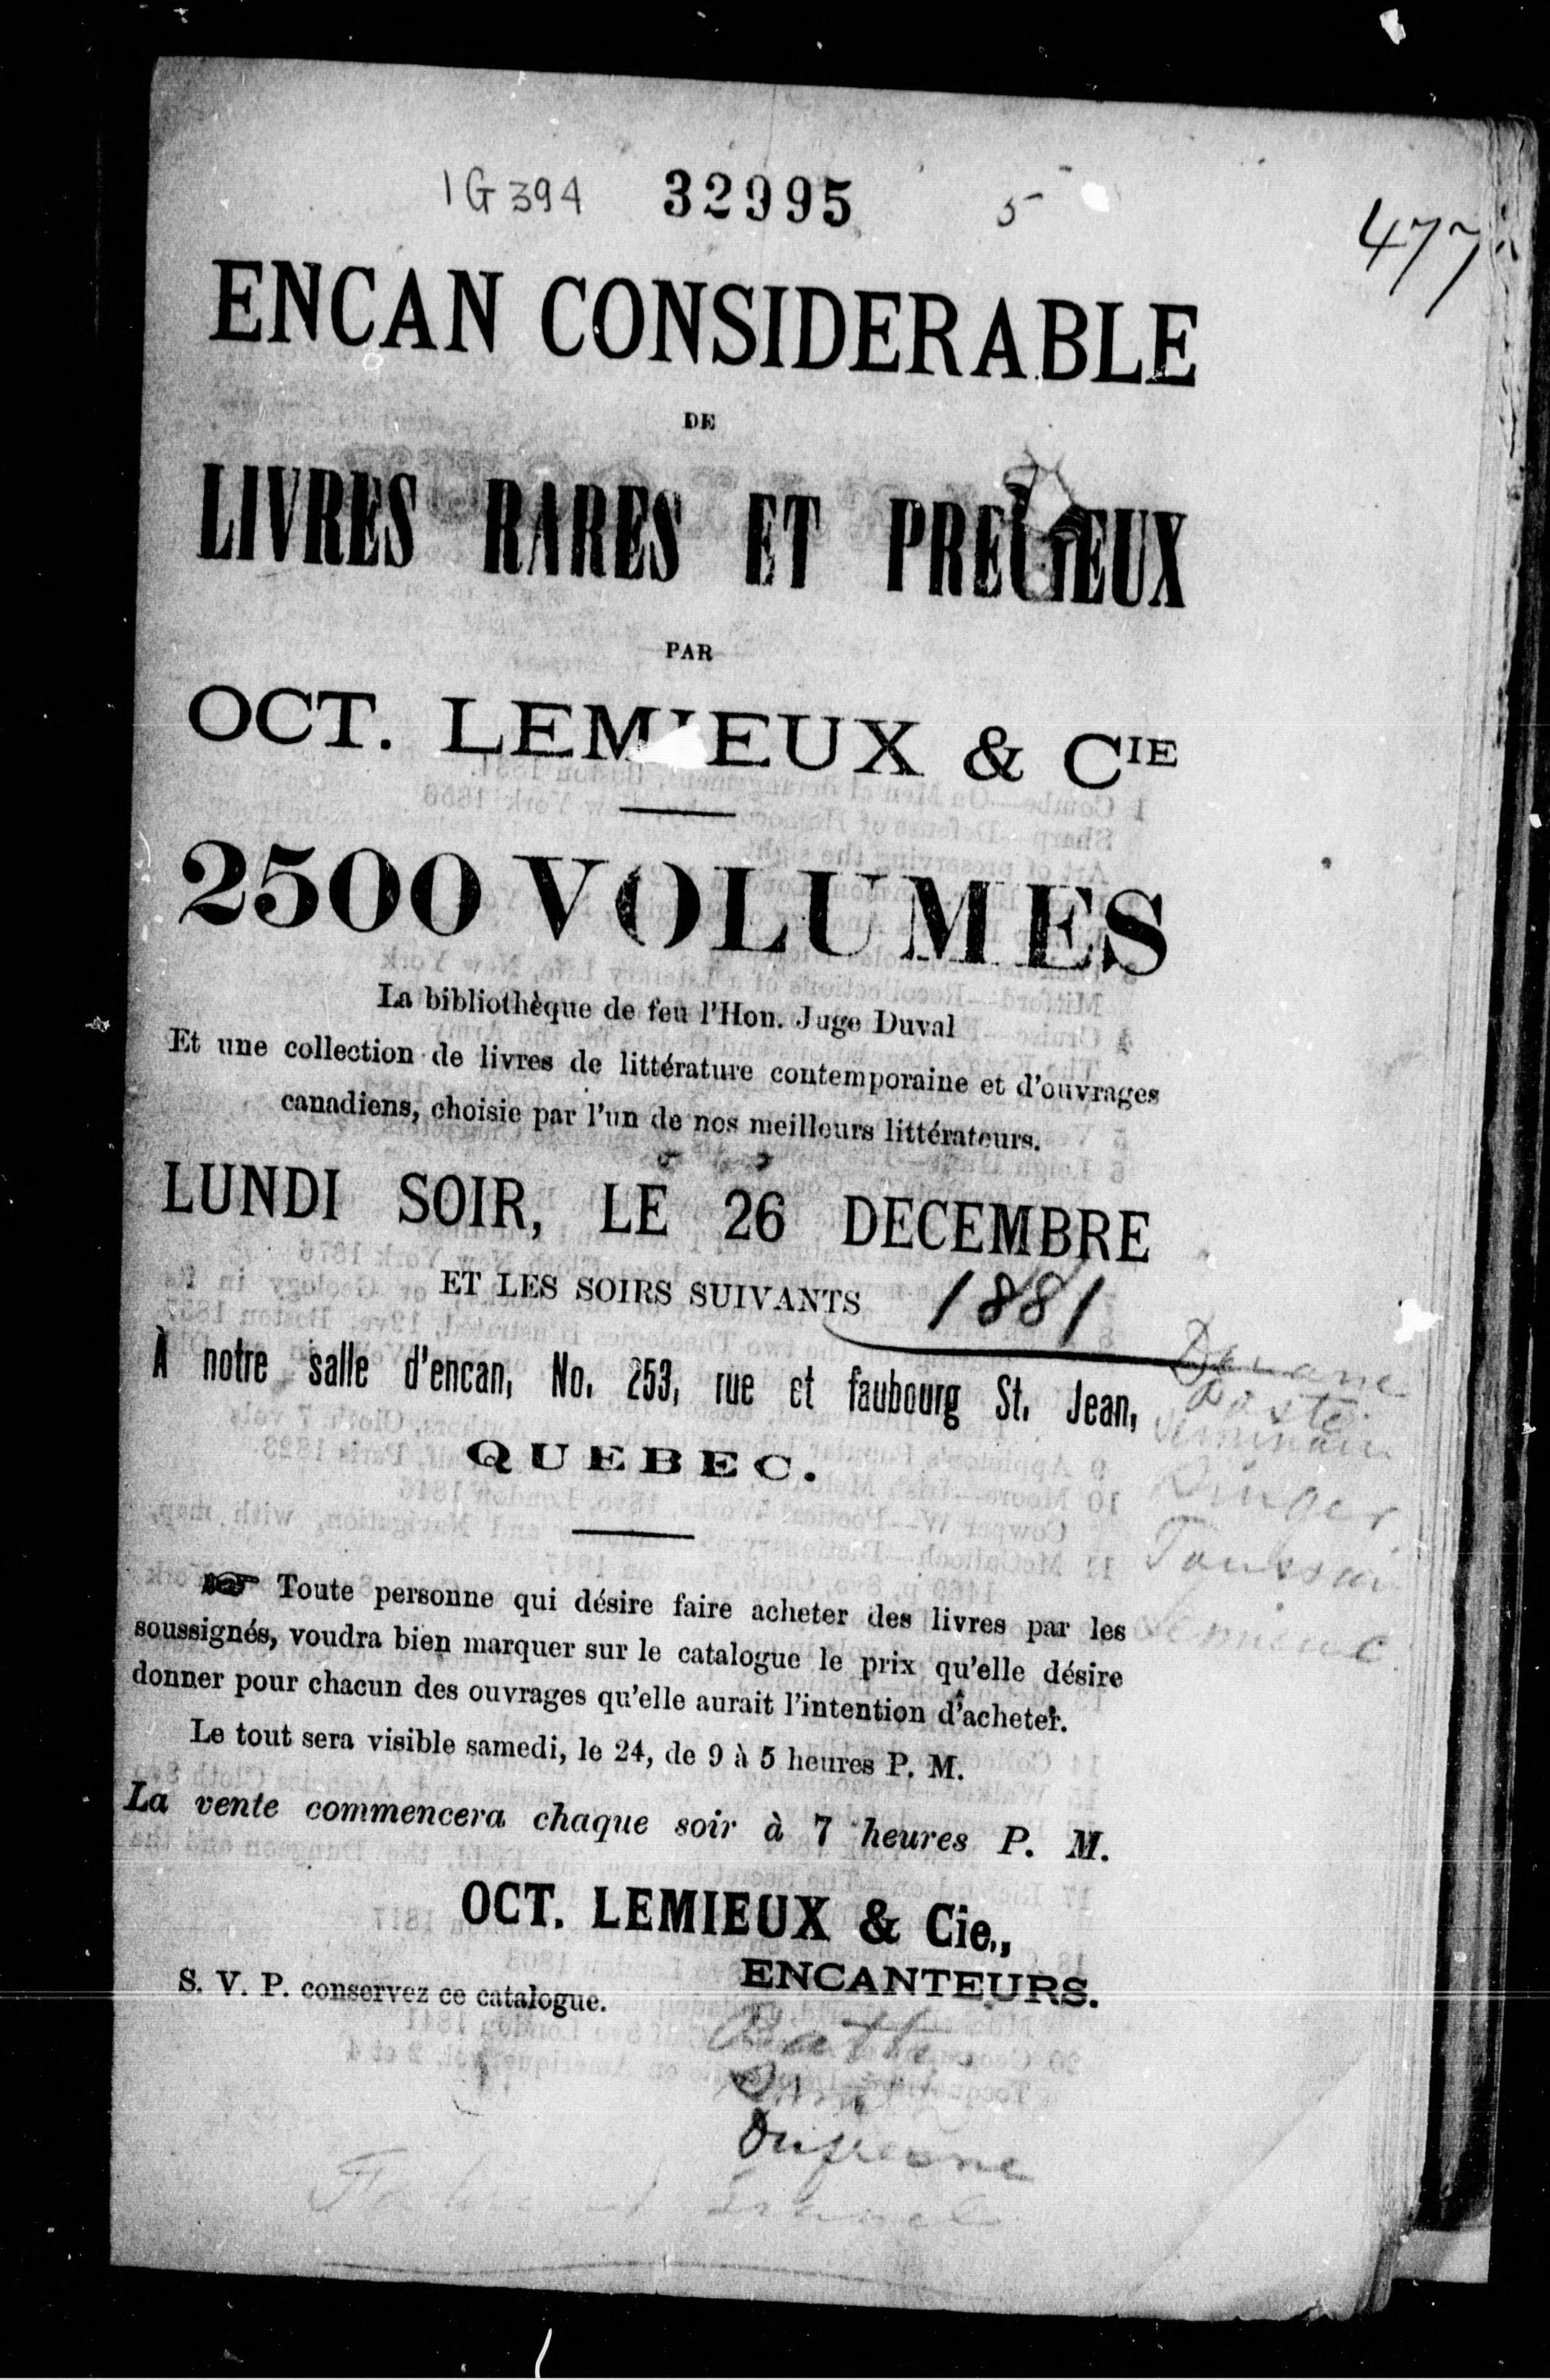 1G394 32995 5
477
ENCAN CONSIDERABLE
DE
LIVRES RARES ET PRECIEUX
PAR
OCT. LEMIEUX & CIE
2500 VOLUMES
La bibliothèque de feu l'Hon. Juge Duval
Et une collection de livres de littérature contemporaine et d'ouvrages
canadiens, choisie par l'un de nos meilleurs littérateurs.
LUNDI SOIR, LE 26 DECEMBRE
ET LES SOIRS SUIVANTS 1881
À notre salle d'encan, No. 253, rue et faubourg St. Jean,
QUEBEC.
☞ Toute personne qui désire faire acheter des livres par les
soussignés, voudra bien marquer sur le catalogue le prix qu'elle désire
donner pour chacun des ouvrages qu'elle aurait l'intention d'acheter.
Le tout sera visible samedi, le 24, de 9 à 5 heures P. M.
La vente commencera chaque soir à 7 heures P. M.
OCT. LEMIEUX & Cie.,
ENCANTEURS.
S. V. P. conservez ce catalogue.